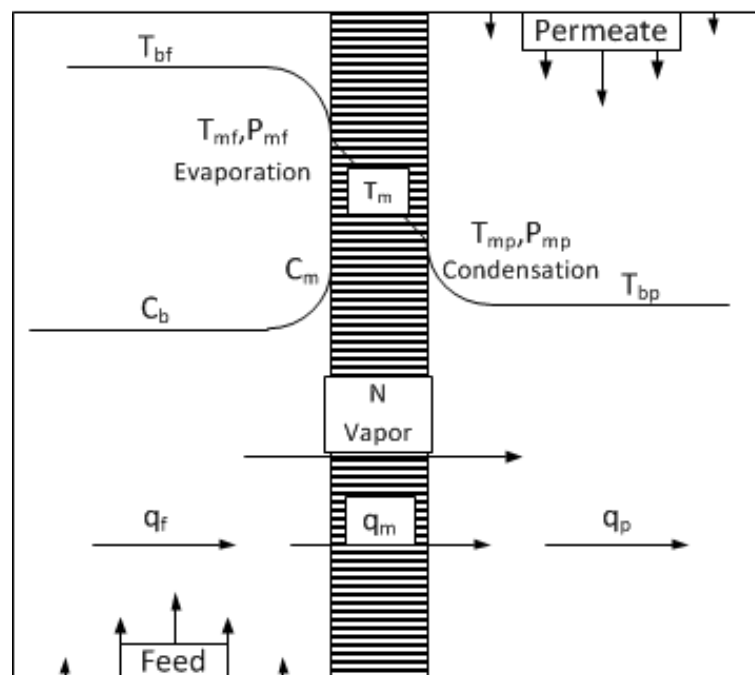 Permeate
T_bf
T_mf,P_mf
Evaporation
T_m
T_mp,P_mp
Condensation
C_m
T_bp
C_b
N
Vapor
q_f
q_m
q_p
Feed